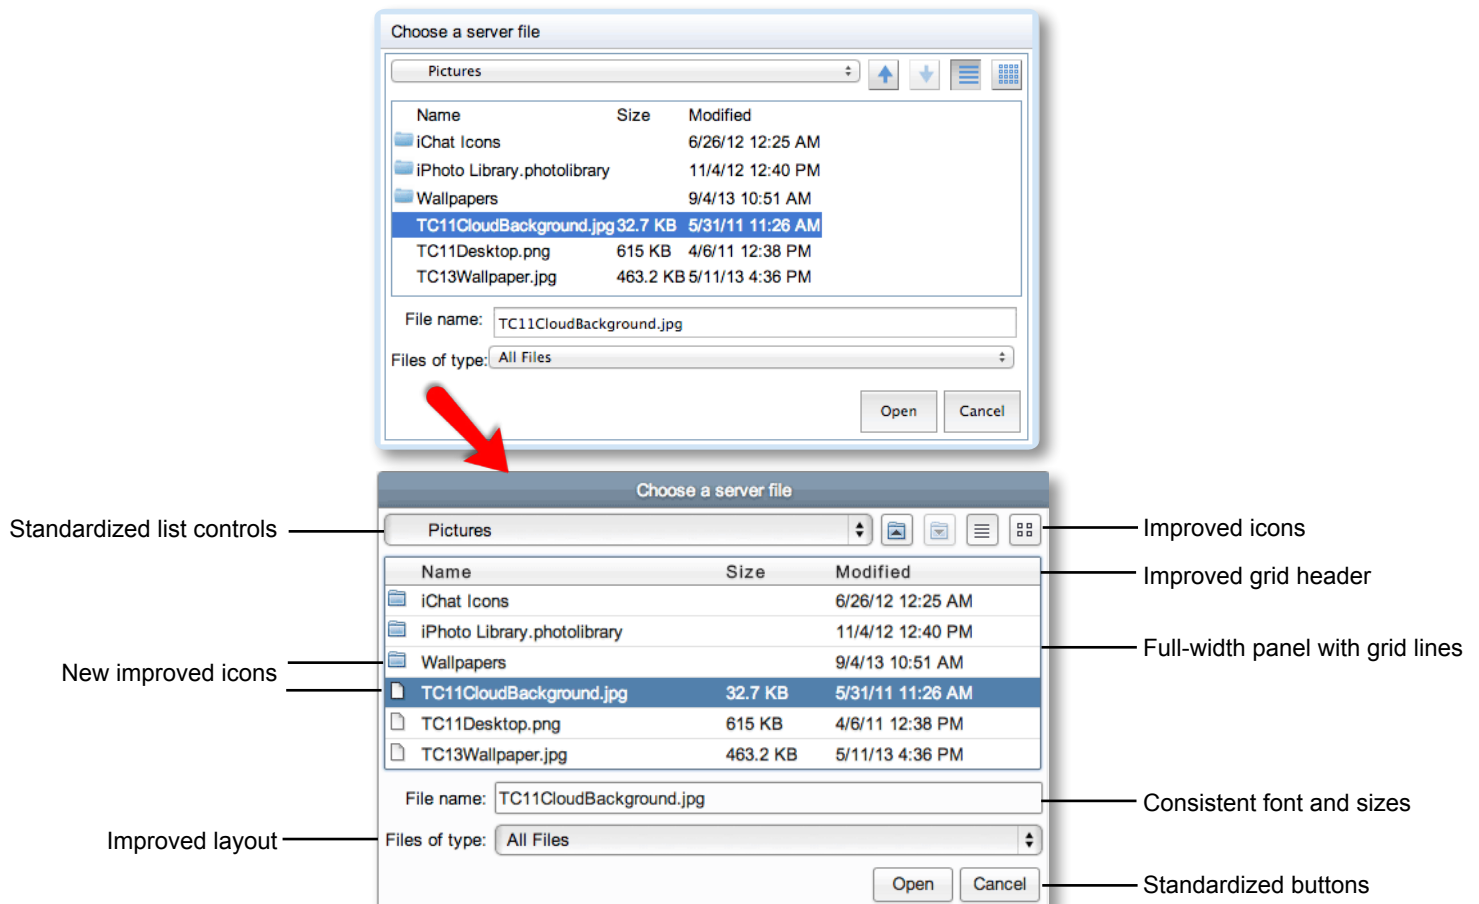 Choose a server file
Pictures
Name Size Modified
iChat Icons 6/26/12 12:25 AM
iPhoto Library.photolibrary 11/4/12 12:40 PM
Wallpapers 9/4/13 10:51 AM
TC11CloudBackground.jpg 32.7 KB 5/31/11 11:26 AM
TC11Desktop.png 615 KB 4/6/11 12:38 PM
TC13Wallpaper.jpg 463.2 KB 5/11/13 4:36 PM
File name: TC11CloudBackground.jpg
Files of type: All Files
Open Cancel
Choose a server file
Standardized list controls Pictures Improved icons
Name Size Modified Improved grid header
iChat Icons 6/26/12 12:25 AM
iPhoto Library.photolibrary 11/4/12 12:40 PM
Full-width panel with grid lines
Wallpapers 9/4/13 10:51 AM
New improved icons
TC11CloudBackground.jpg 32.7 KB 5/31/11 11:26 AM
TC11Desktop.png 615 KB 4/6/11 12:38 PM
TC13Wallpaper.jpg 463.2 KB 5/11/13 4:36 PM
File name: TC11CloudBackground.jpg Consistent font and sizes
Improved layout Files of type: All Files
Open Cancel Standardized buttons